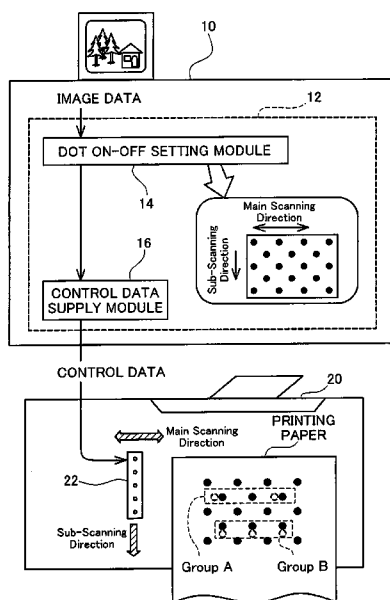 10
IMAGE DATA
12
DOT ON-OFF SETTING MODULE
14
Main Scanning
Direction
Sub-Scanning
Direction
16
CONTROL DATA
SUPPLY MODULE
CONTROL DATA
20
PRINTING
PAPER
Main Scanning
Direction
22
Sub-Scanning
Direction
Group A
Group B